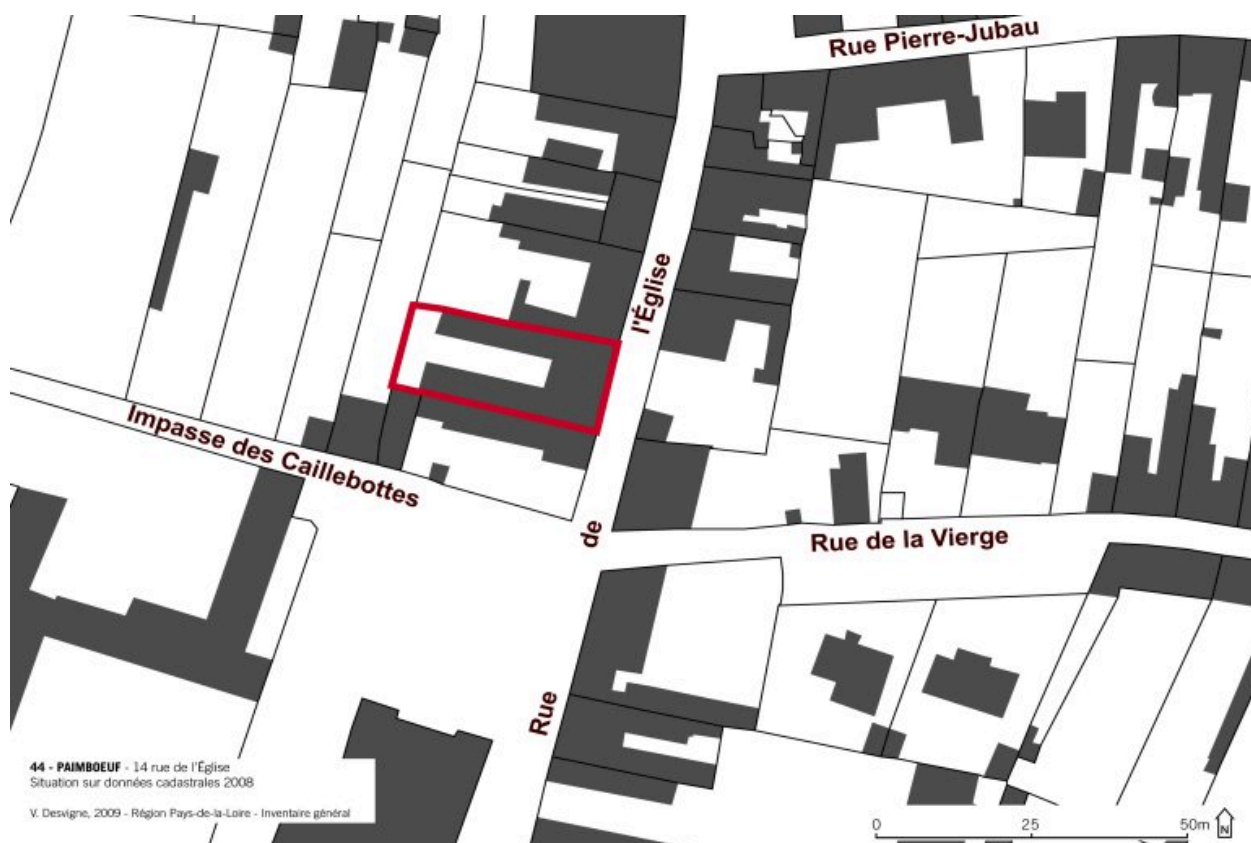 Rue Pierre-Jubau
Rue de l'Église
Impasse des Caillebottes
Rue de la Vierge
44 - PAIMBOEUF - 14 rue de l'Église
Situation sur données cadastrales 2008
V. Desvigne, 2009 - Région Pays-de-la-Loire - Inventaire général
0 25 50m
N